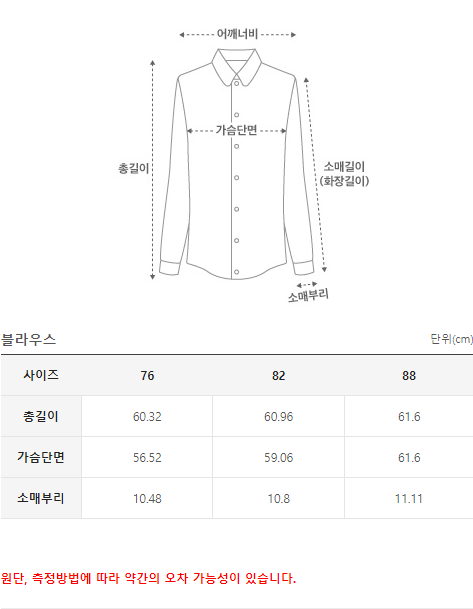 어깨너비
가슴단면
총길이
소매길이
(화장길이)
소매부리
블라우스 단위(cm)
사이즈 76 82 88
총길이 60.32 60.96 61.6
가슴단면 56.52 59.06 61.6
소매부리 10.48 10.8 11.11
원단, 측정방법에 따라 약간의 오차 가능성이 있습니다.